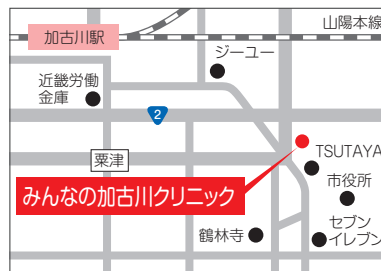 山陽本線
加古川駅
ジーユー
近畿労働
金庫
2
粟津
TSUTAYA
みんなの加古川クリニック
市役所
鶴林寺
セブン
イレブン